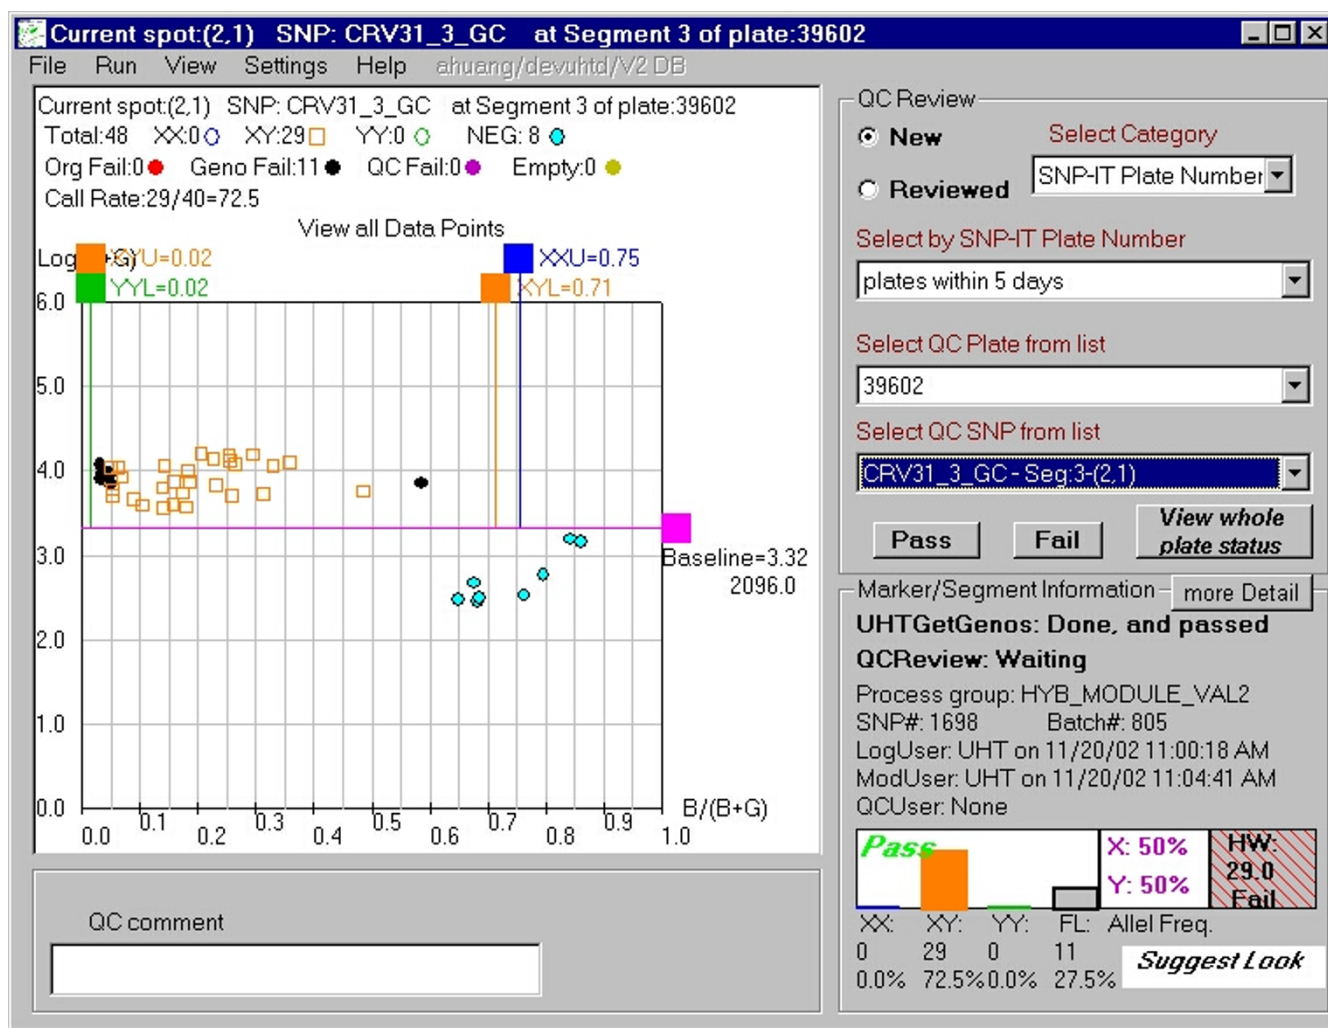 Current spot:(2,1) SNP: CRV31_3_GC at Segment 3 of plate:39602
File Run View Settings Help ahuang/devuhtd/V2 DB
Current spot:(2,1) SNP: CRV31_3_GC at Segment 3 of plate:39602
Total:48 XX:0 XY:29 YY:0 NEG: 8
Org Fail:0 Geno Fail:11 QC Fail:0 Empty:0
Call Rate:29/40=72.5
View all Data Points
XYU=0.02 XXU=0.75
YYL=0.02 XYL=0.71
6.0
5.0
4.0
3.0
2.0
1.0
0.0
Baseline=3.32
2096.0
0.0 0.1 0.2 0.3 0.4 0.5 0.6 0.7 0.8 0.9 1.0
B/(B+G)
QC comment
QC Review
New
Reviewed
Select Category
SNP-IT Plate Number
Select by SNP-IT Plate Number
plates within 5 days
Select QC Plate from list
39602
Select QC SNP from list
CRV31_3_GC - Seg:3-(2,1)
Pass
Fail
View whole
plate status
Marker/Segment Information
more Detail
UHTGetGenos: Done, and passed
QCReview: Waiting
Process group: HYB_MODULE_VAL2
SNP#: 1698 Batch#: 805
LogUser: UHT on 11/20/02 11:00:18 AM
ModUser: UHT on 11/20/02 11:04:41 AM
QCUser: None
Pass
X: 50%
Y: 50%
HW:
29.0
Fail
XX: XY: YY: FL: Allel Freq.
0 29 0 11
0.0% 72.5% 0.0% 27.5%
Suggest Look